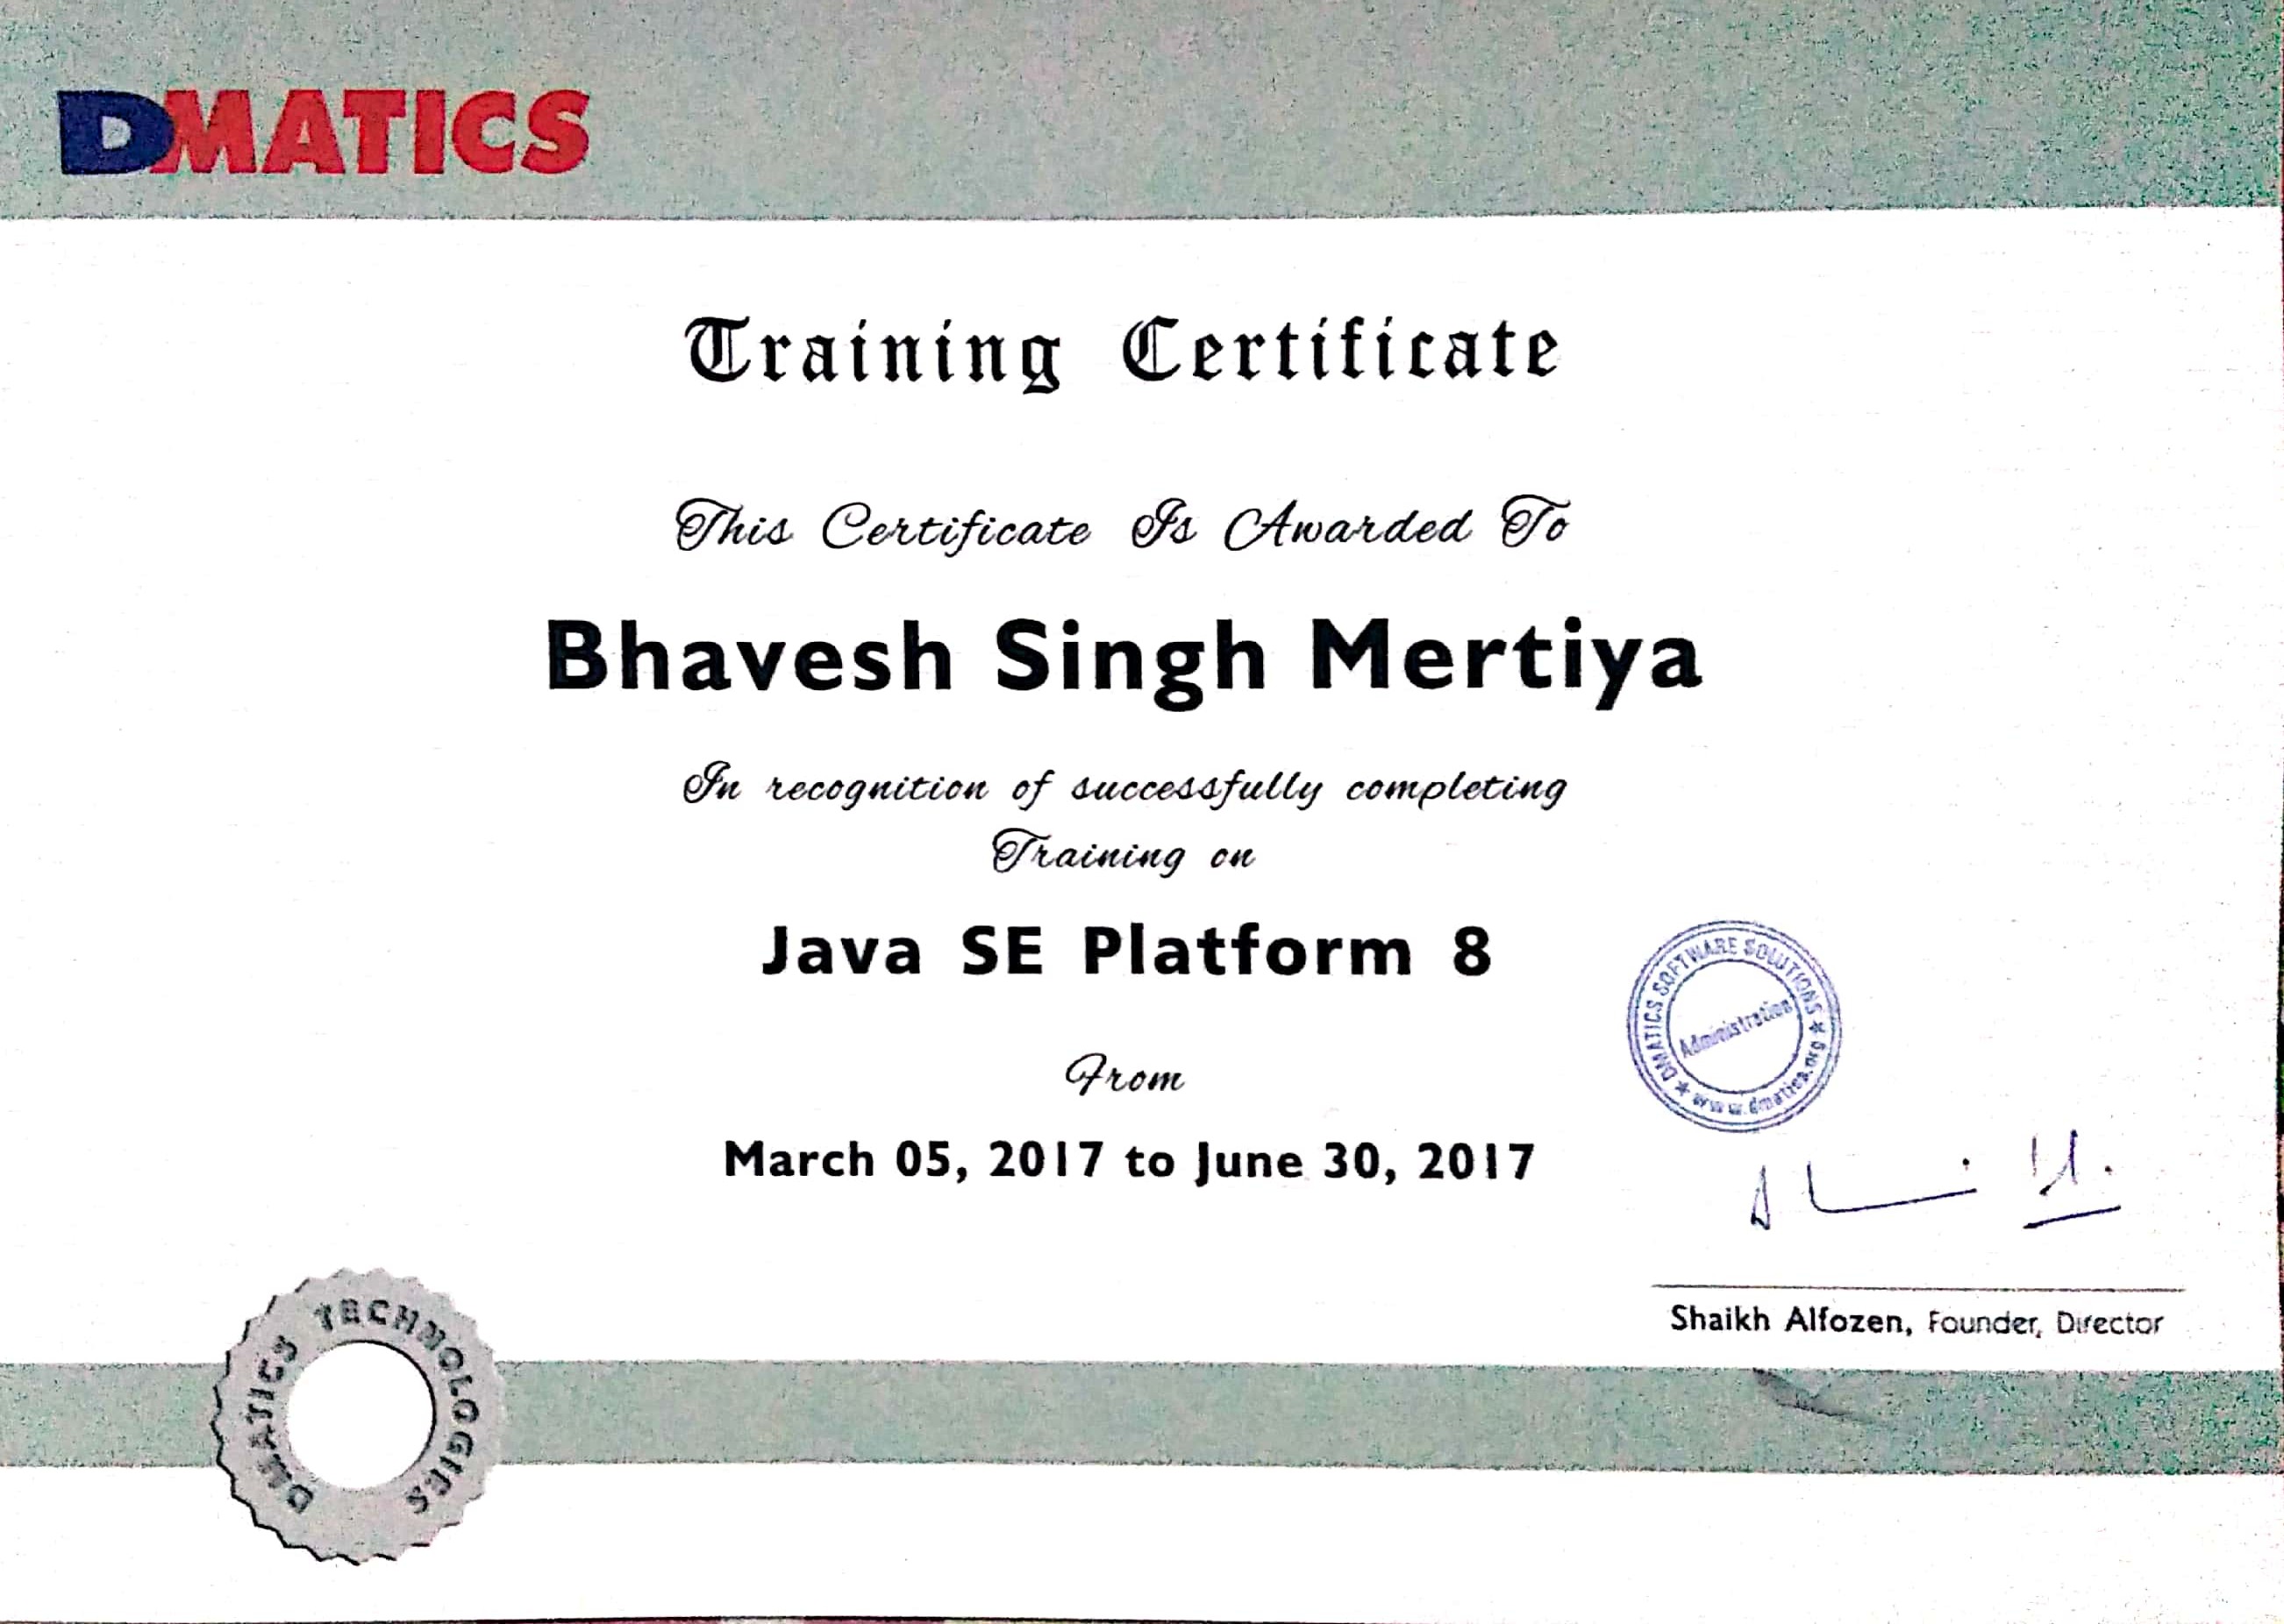 DMATICS
Training Certificate
This Certificate Is Awarded To
Bhavesh Singh Mertiya
In recognition of successfully completing
Training on
Java SE Platform 8
From
March 05, 2017 to June 30, 2017
DMATICS SOFTWARE SOLUTIONS
Administration
www.dmatics.org
Shaikh Alfozen, Founder, Director
DMATICS TECHNOLOGIES